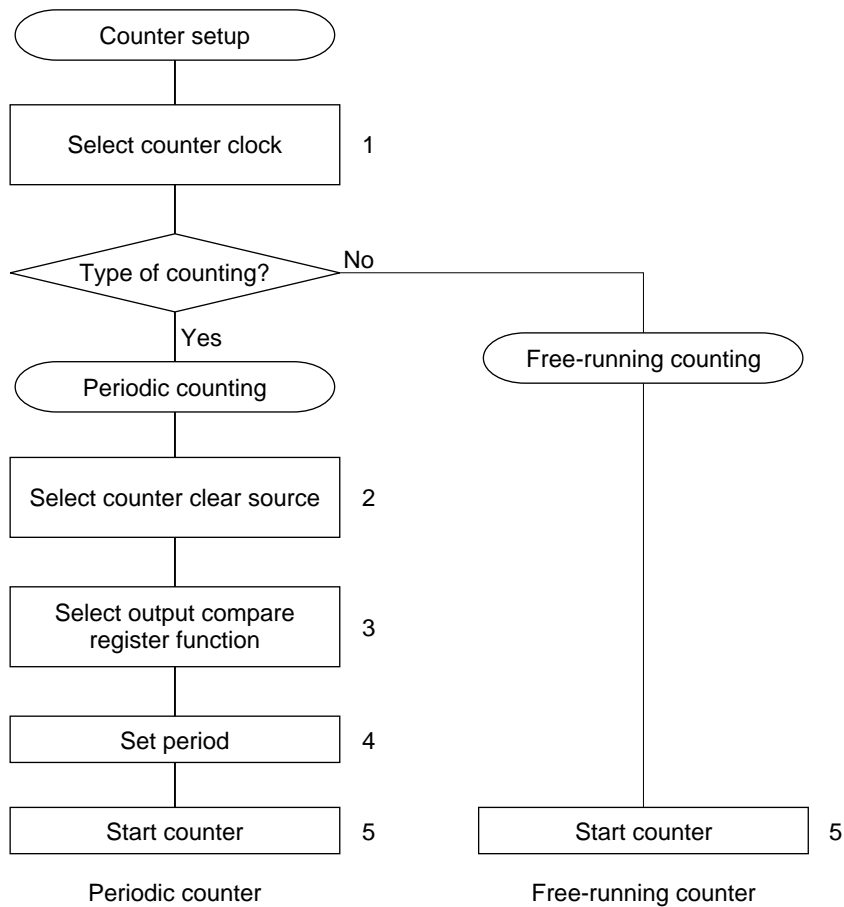 Counter setup
Select counter clock
1
Type of counting?
No
Yes
Free-running counting
Periodic counting
Select counter clear source
2
Select output compare
register function
3
Set period
4
Start counter
5
Start counter
5
Periodic counter
Free-running counter